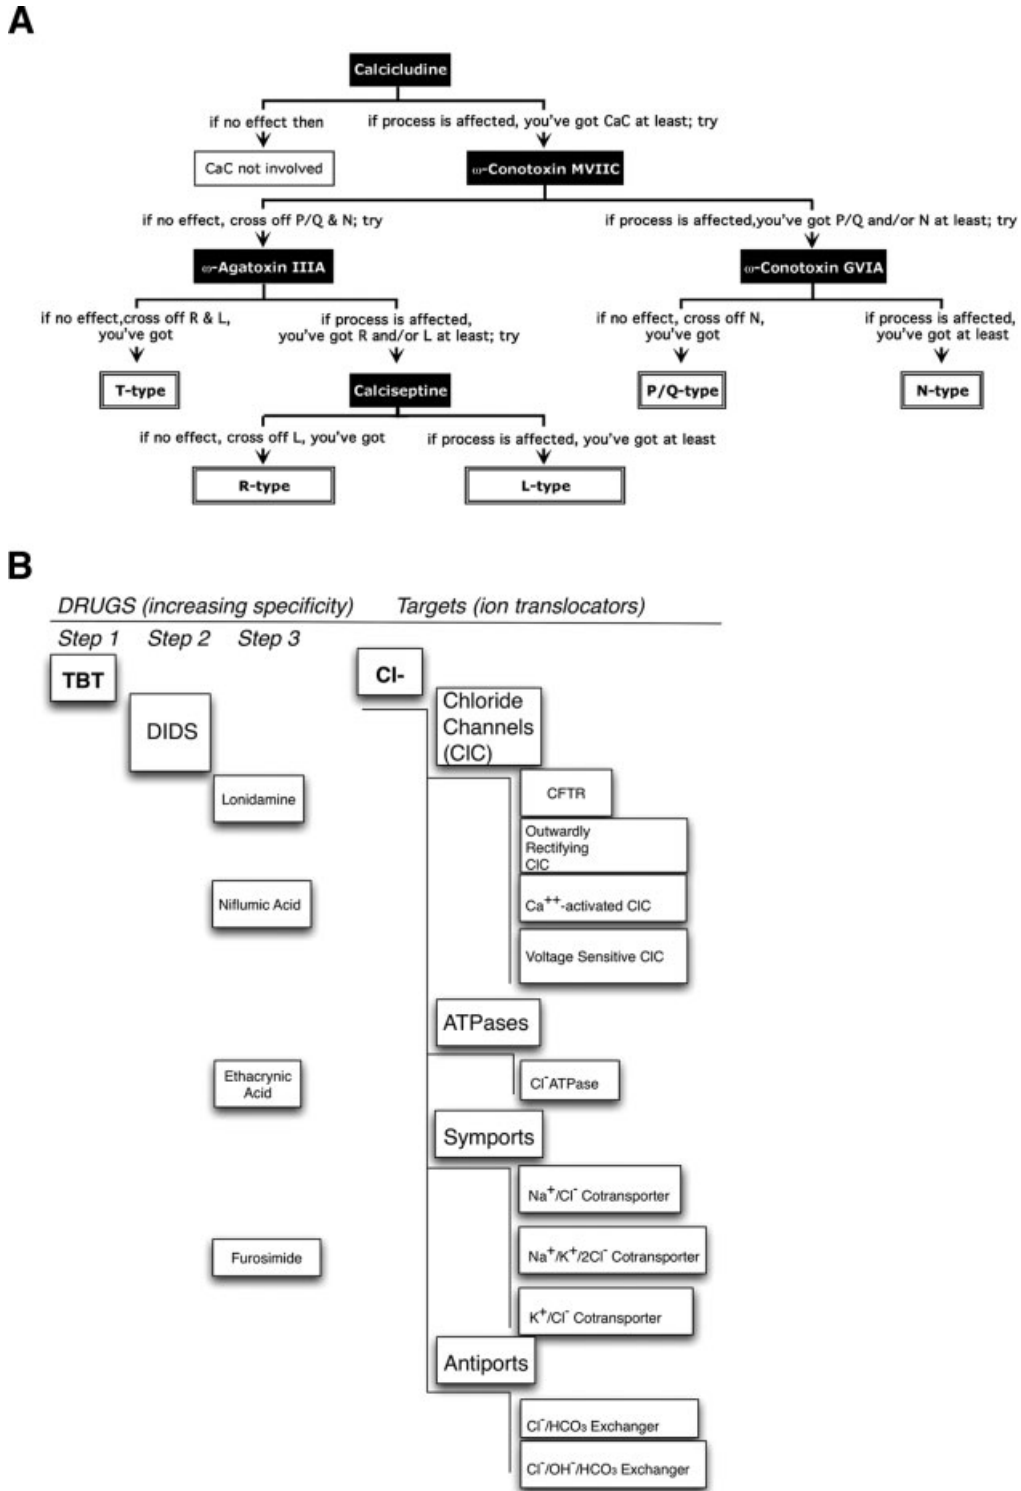 A
Calcicludine
if no effect then
if process is affected, you've got CaC at least; try
CaC not involved
ω-Conotoxin MVIIC
if no effect, cross off P/Q & N; try
if process is affected,you've got P/Q and/or N at least; try
ω-Agatoxin IIIA
ω-Conotoxin GVIA
if no effect,cross off R & L,
you've got
if process is affected,
you've got R and/or L at least; try
if no effect, cross off N,
you've got
if process is affected,
you've got at least
T-type
Calciseptine
P/Q-type
N-type
if no effect, cross off L, you've got
if process is affected, you've got at least
R-type
L-type
B
DRUGS (increasing specificity)
Targets (ion translocators)
Step 1
Step 2
Step 3
TBT
Cl-
DIDS
Chloride
Channels
(ClC)
Lonidamine
CFTR
Outwardly
Rectifying
ClC
Niflumic Acid
Ca++-activated ClC
Voltage Sensitive ClC
ATPases
Ethacrynic
Acid
Cl-ATPase
Symports
Na+/Cl- Cotransporter
Furosimide
Na+/K+/2Cl- Cotransporter
K+/Cl- Cotransporter
Antiports
Cl-/HCO3 Exchanger
Cl-/OH-/HCO3 Exchanger